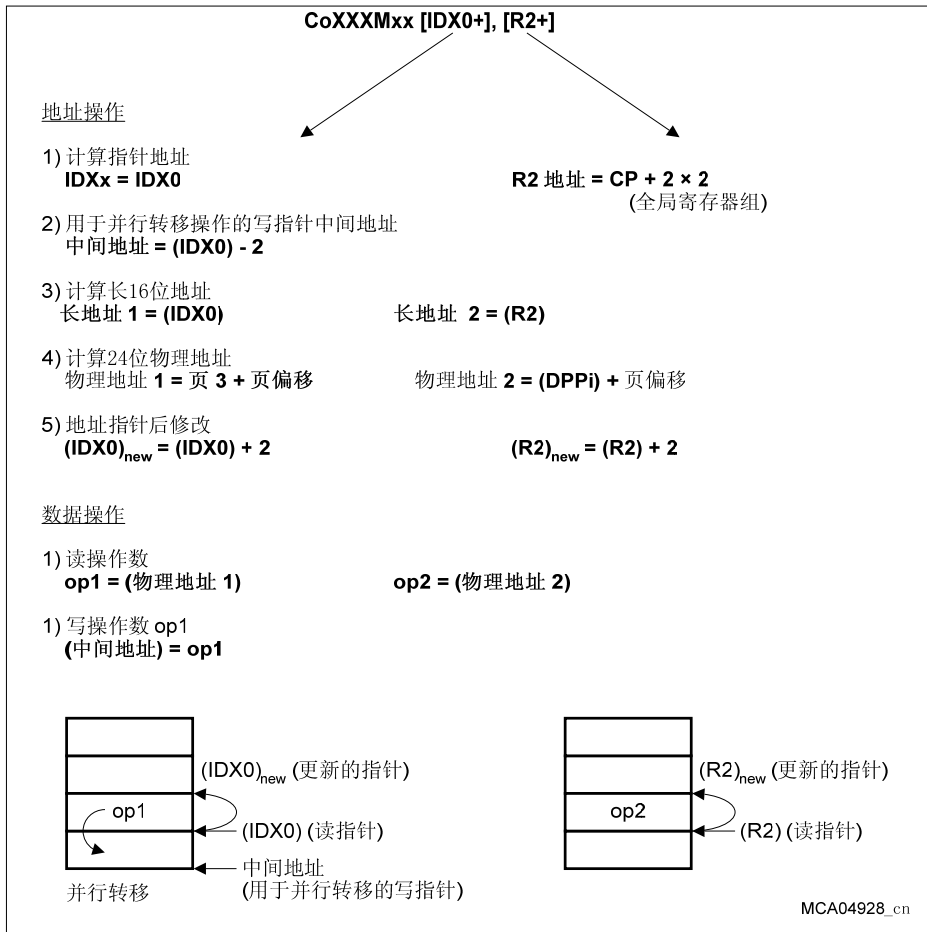 CoXXXMxx [IDX0+], [R2+]
地址操作
1) 计算指针地址
IDXx = IDX0
R2 地址 = CP + 2 × 2
(全局寄存器组)
2) 用于并行转移操作的写指针中间地址
中间地址 = (IDX0) - 2
3) 计算长16位地址
长地址 1 = (IDX0)
长地址 2 = (R2)
4) 计算24位物理地址
物理地址 1 = 页 3 + 页偏移
物理地址 2 = (DPPi) + 页偏移
5) 地址指针后修改
(IDX0)new = (IDX0) + 2
(R2)new = (R2) + 2
数据操作
1) 读操作数
op1 = (物理地址 1)
op2 = (物理地址 2)
1) 写操作数 op1
(中间地址) = op1
(IDX0)new (更新的指针)
op1
(IDX0) (读指针)
中间地址
(用于并行转移的写指针)
并行转移
(R2)new (更新的指针)
op2
(R2) (读指针)
MCA04928_cn